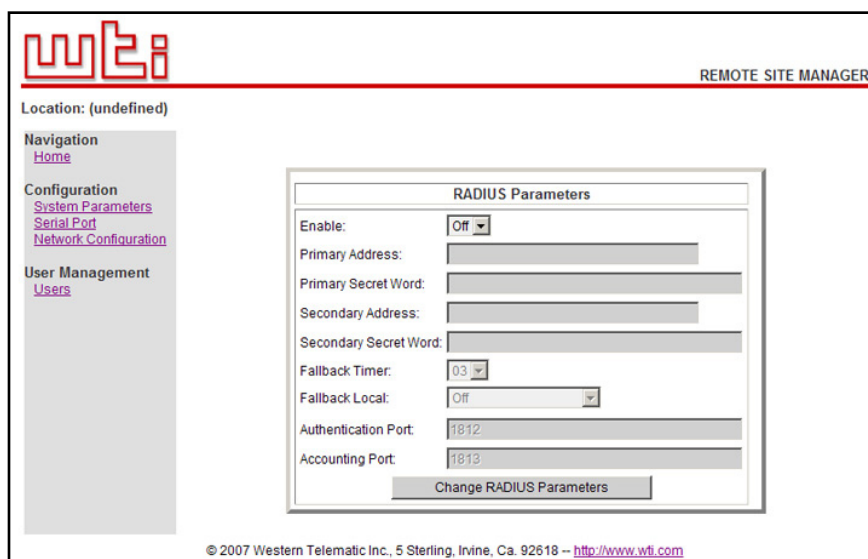 wti
REMOTE SITE MANAGER
Location: (undefined)
Navigation
Home
Configuration
System Parameters
Serial Port
Network Configuration
User Management
Users
RADIUS Parameters
Enable: Off
Primary Address:
Primary Secret Word:
Secondary Address:
Secondary Secret Word:
Fallback Timer: 03
Fallback Local: Off
Authentication Port: 1812
Accounting Port: 1813
Change RADIUS Parameters
© 2007 Western Telematic Inc., 5 Sterling, Irvine, Ca. 92618 -- http://www.wti.com